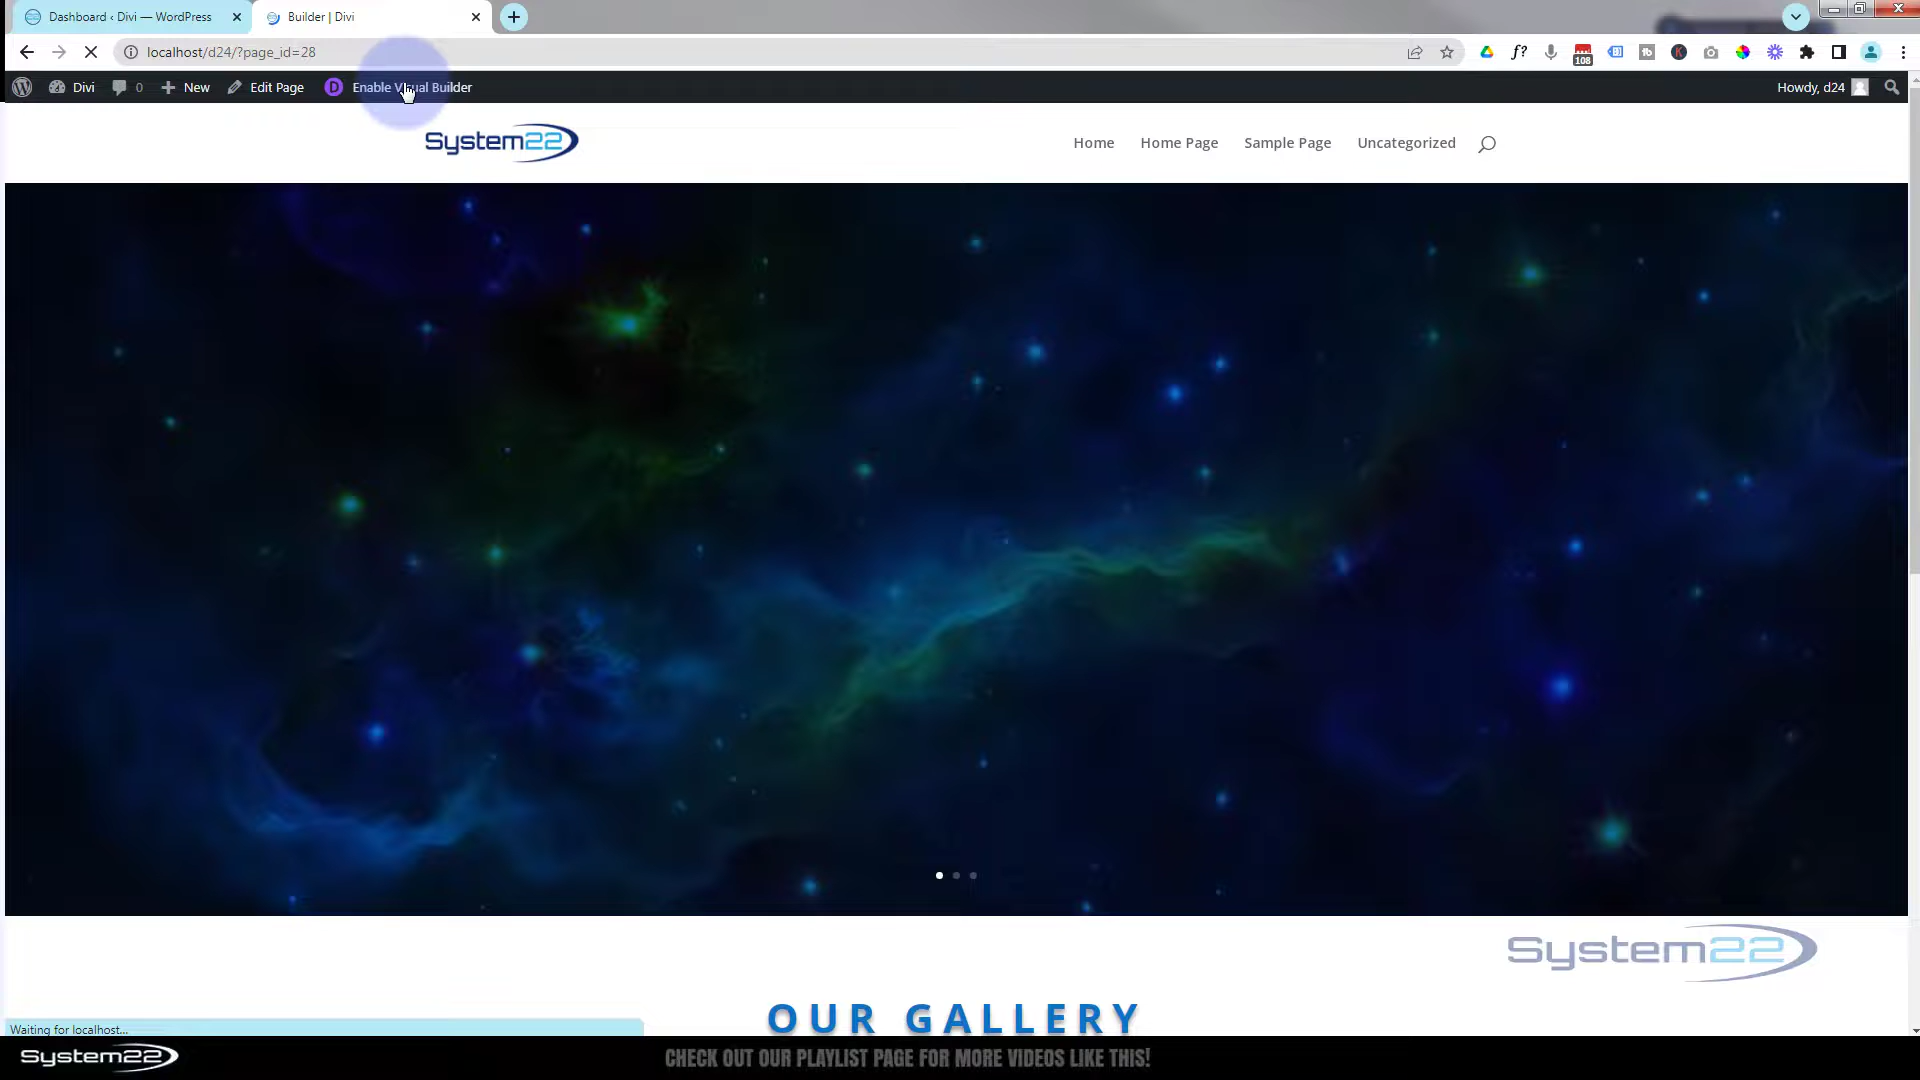 Dashboard ‹ Divi — WordPress
Builder | Divi
localhost/d24/?page_id=28
108
Divi
0
New
Edit Page
D
Enable Visual Builder
Howdy, d24
System22
Home
Home Page
Sample Page
Uncategorized
System22
OUR GALLERY
Waiting for localhost...
System22
CHECK OUT OUR PLAYLIST PAGE FOR MORE VIDEOS LIKE THIS!